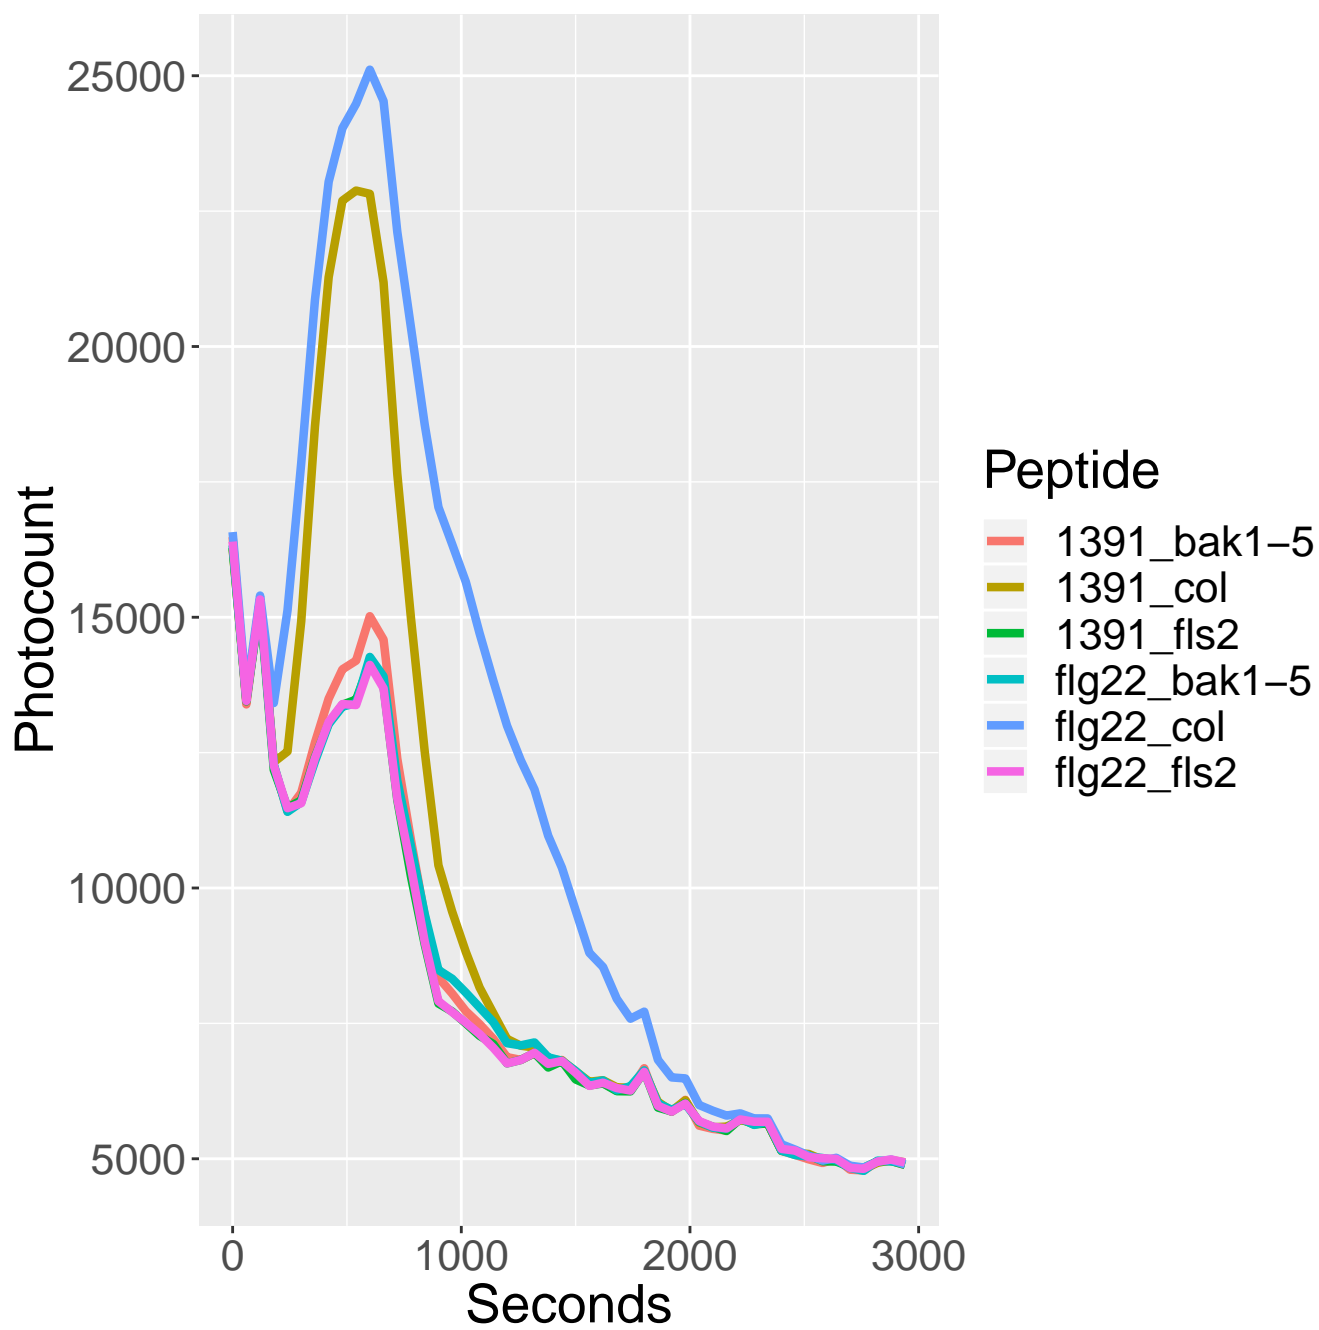 25000
20000
15000
10000
5000
Photocount
0 1000 2000 3000
Seconds
Peptide
1391_bak1−5
1391_col
1391_fls2
flg22_bak1−5
flg22_col
flg22_fls2